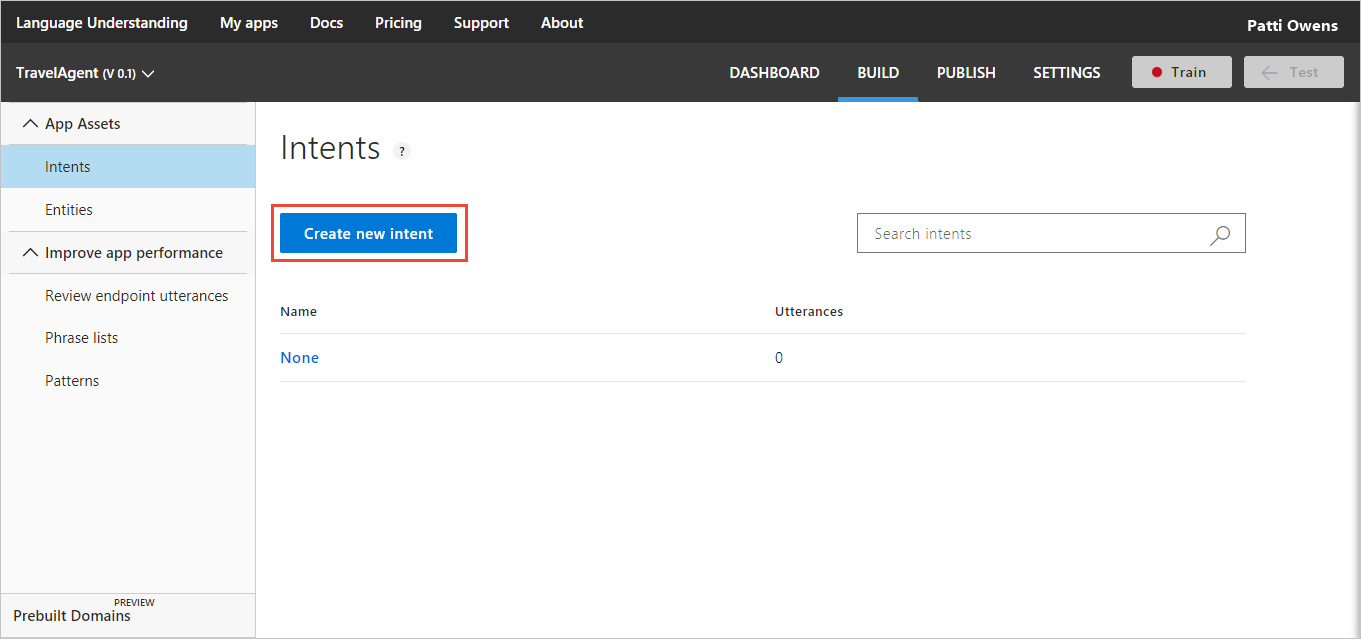 Language Understanding My apps Docs Pricing Support About Patti Owens
TravelAgent (V 0.1) DASHBOARD BUILD PUBLISH SETTINGS Train Test
App Assets
Intents
Entities
Improve app performance
Review endpoint utterances
Phrase lists
Patterns
PREVIEW
Prebuilt Domains
Intents ?
Create new intent Search intents
Name Utterances
None 0